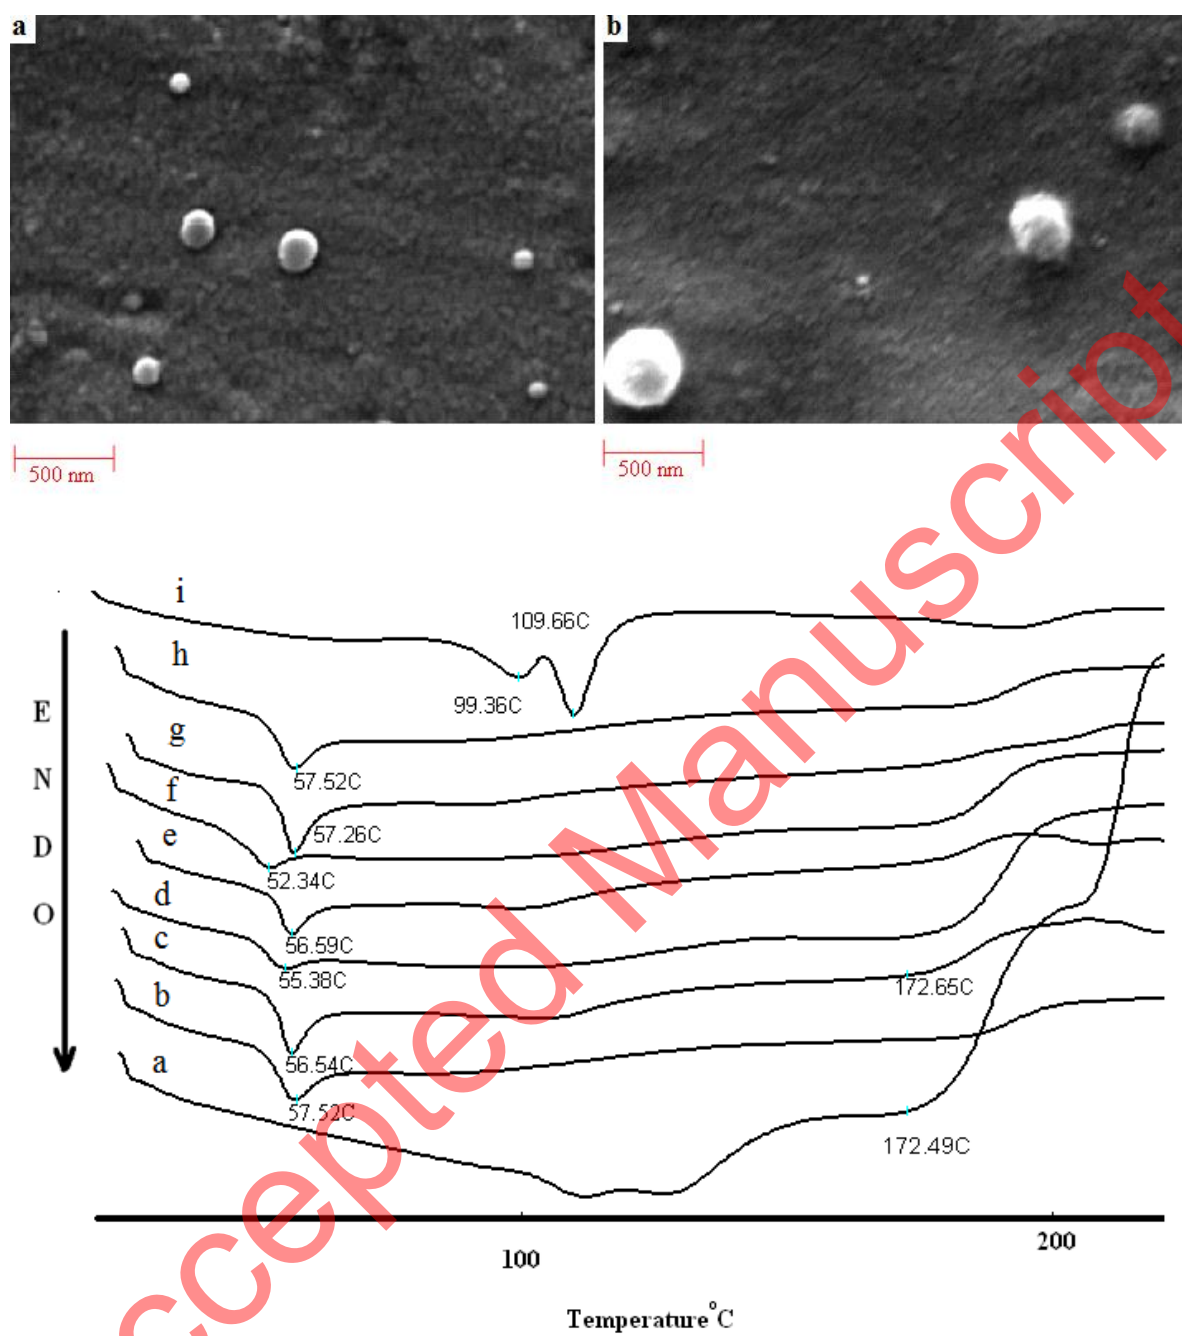 a
b
500 nm
500 nm
i
109.66C
h
99.36C
E
g
57.52C
N
f
57.26C
D
e
52.34C
O
d
56.59C
c
55.38C
172.65C
b
56.54C
a
57.52C
172.49C
100
200
Temperature°C
ccepted Manuscript